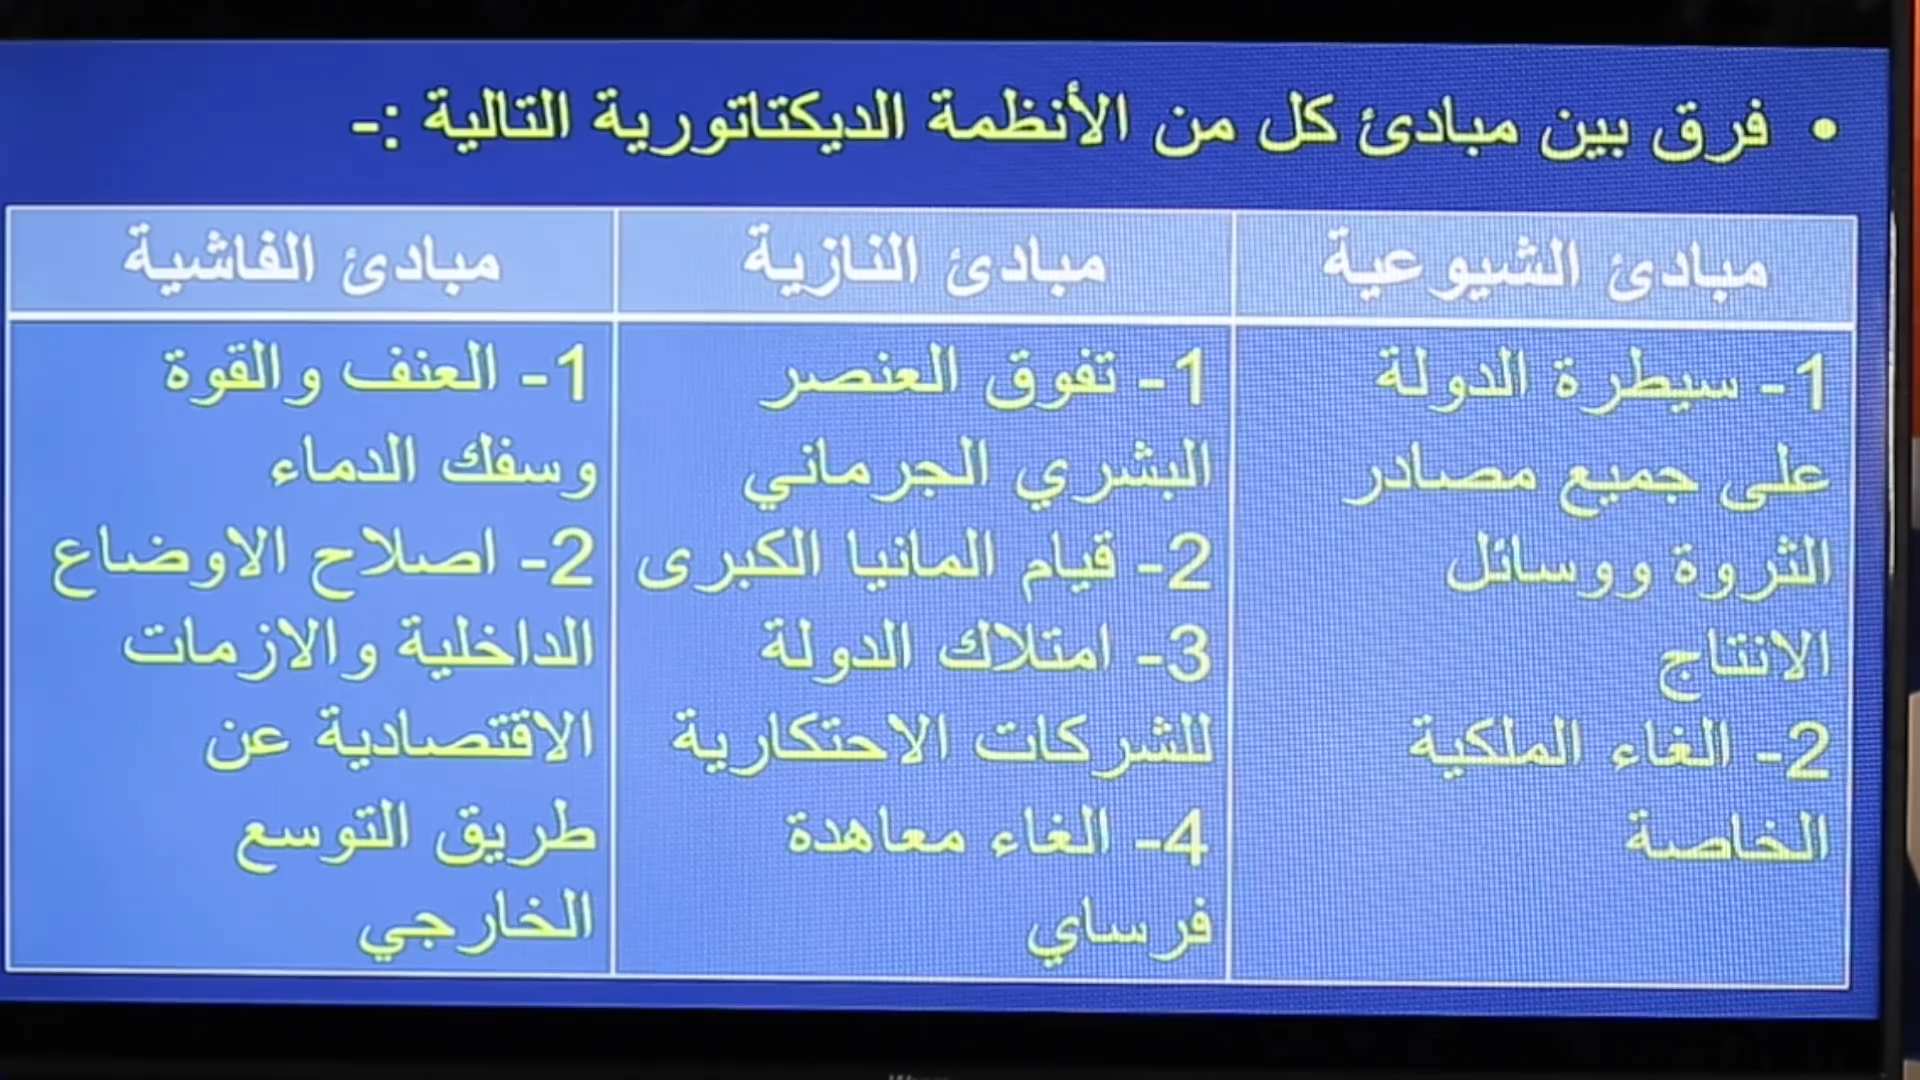 • فرق بين مبادئ كل من الأنظمة الديكتاتورية التالية :-
مبادئ الشيوعية
1- سيطرة الدولة
على جميع مصادر
الثروة ووسائل
الانتاج
2- الغاء الملكية
الخاصة
مبادئ النازية
1- تفوق العنصر
البشري الجرماني
2- قيام المانيا الكبرى
3- امتلاك الدولة
للشركات الاحتكارية
4- الغاء معاهدة
فرساي
مبادئ الفاشية
1- العنف والقوة
وسفك الدماء
2- اصلاح الاوضاع
الداخلية والازمات
الاقتصادية عن
طريق التوسع
الخارجي